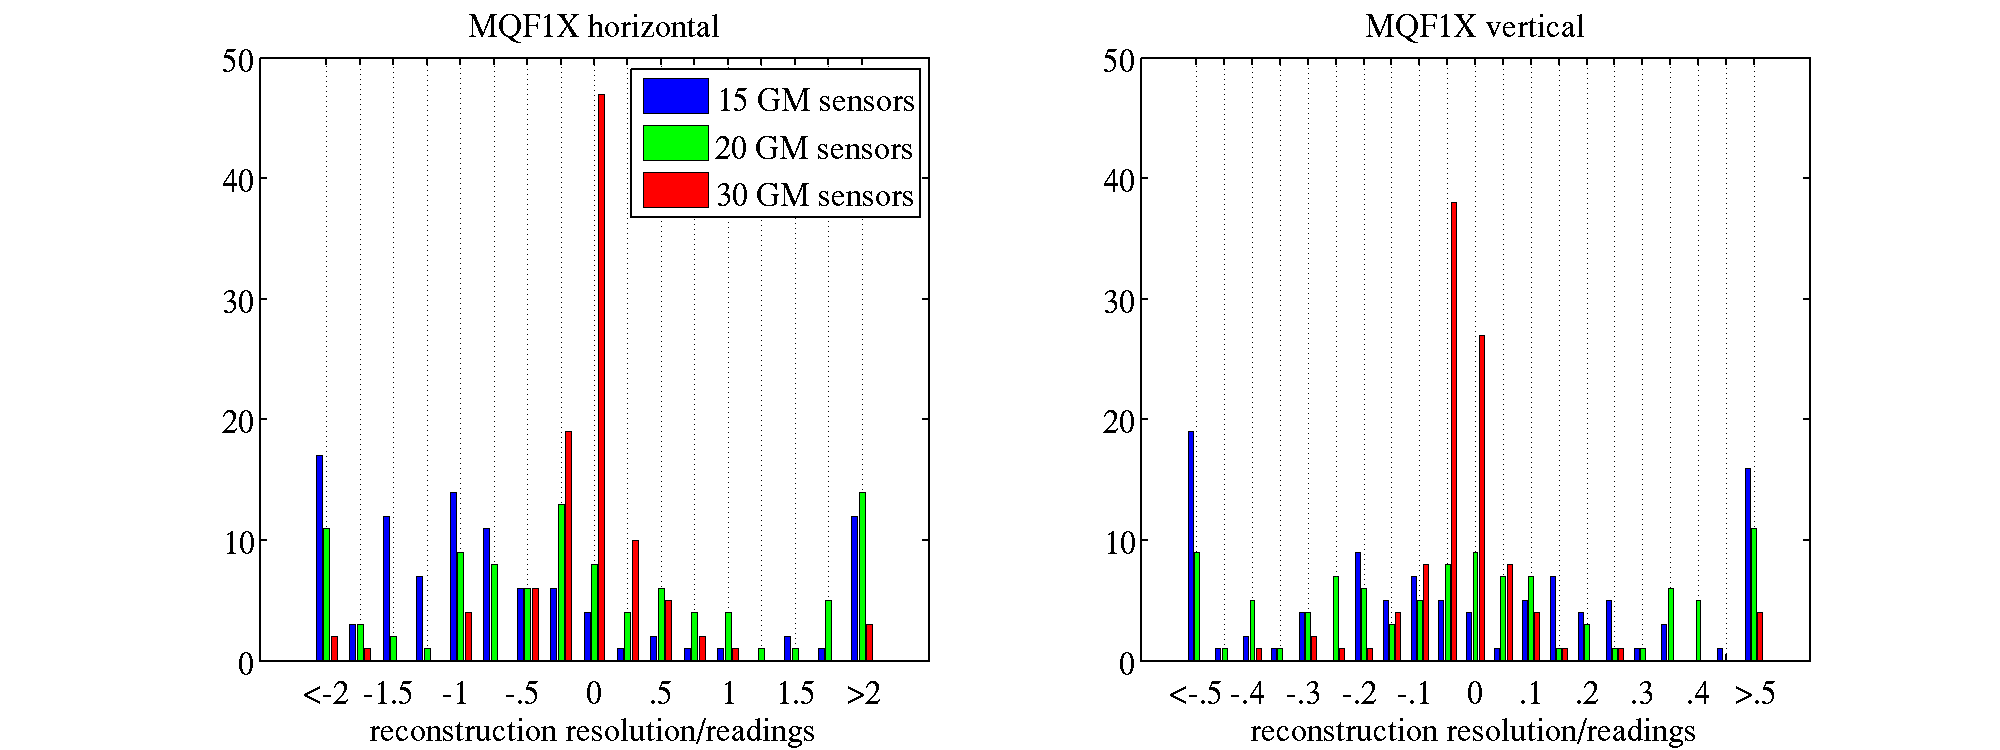 MQF1X horizontal
50
40
30
20
10
0
15 GM sensors
20 GM sensors
30 GM sensors
<-2 -1.5 -1 -.5 0 .5 1 1.5 >2
reconstruction resolution/readings
MQF1X vertical
50
40
30
20
10
0
<-.5 -.4 -.3 -.2 -.1 0 .1 .2 .3 .4 >.5
reconstruction resolution/readings